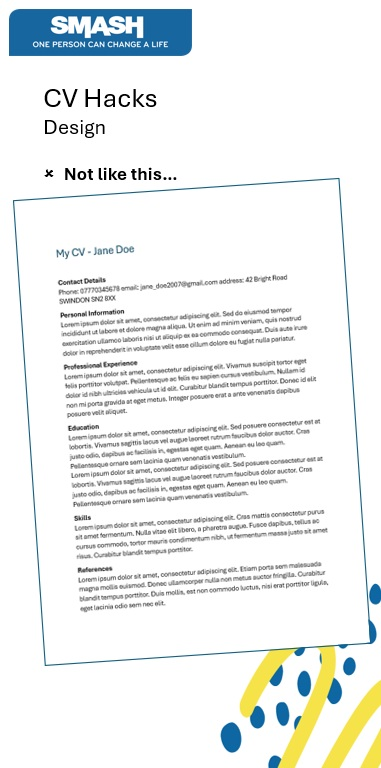 SMASH
ONE PERSON CAN CHANGE A LIFE
CV Hacks
Design
× Not like this...
My CV - Jane Doe
Contact Details
Phone: 07770345678 email: jane_doe2007@gmail.com address: 42 Bright Road
SWINDON SN2 8XX
Personal Information
Lorem ipsum dolor sit amet, consectetur adipiscing elit. Sed do eiusmod tempor
incididunt ut labore et dolore magna aliqua. Ut enim ad minim veniam, quis nostrud
exercitation ullamco laboris nisi ut aliquip ex ea commodo consequat. Duis aute irure
dolor in reprehenderit in voluptate velit esse cillum dolore eu fugiat nulla pariatur.
Professional Experience
Lorem ipsum dolor sit amet, consectetur adipiscing elit. Vivamus suscipit tortor eget
felis porttitor volutpat. Pellentesque ac felis eu sapien cursus vestibulum. Nullam id
dolor id nibh ultricies vehicula ut id elit. Curabitur blandit tempus porttitor. Donec id elit
non mi porta gravida at eget metus. Integer posuere erat a ante venenatis dapibus
posuere velit aliquet.
Education
Lorem ipsum dolor sit amet, consectetur adipiscing elit. Sed posuere consectetur est at
lobortis. Vivamus sagittis lacus vel augue laoreet rutrum faucibus dolor auctor. Cras
justo odio, dapibus ac facilisis in, egestas eget quam. Aenean eu leo quam.
Pellentesque ornare sem lacinia quam venenatis vestibulum.
Lorem ipsum dolor sit amet, consectetur adipiscing elit. Sed posuere consectetur est at
lobortis. Vivamus sagittis lacus vel augue laoreet rutrum faucibus dolor auctor. Cras
justo odio, dapibus ac facilisis in, egestas eget quam. Aenean eu leo quam.
Pellentesque ornare sem lacinia quam venenatis vestibulum.
Skills
Lorem ipsum dolor sit amet, consectetur adipiscing elit. Cras mattis consectetur purus
sit amet fermentum. Nulla vitae elit libero, a pharetra augue. Fusce dapibus, tellus ac
cursus commodo, tortor mauris condimentum nibh, ut fermentum massa justo sit amet
risus. Curabitur blandit tempus porttitor.
References
Lorem ipsum dolor sit amet, consectetur adipiscing elit. Etiam porta sem malesuada
magna mollis euismod. Donec ullamcorper nulla non metus auctor fringilla. Curabitur
blandit tempus porttitor. Duis mollis, est non commodo luctus, nisi erat porttitor ligula,
eget lacinia odio sem nec elit.